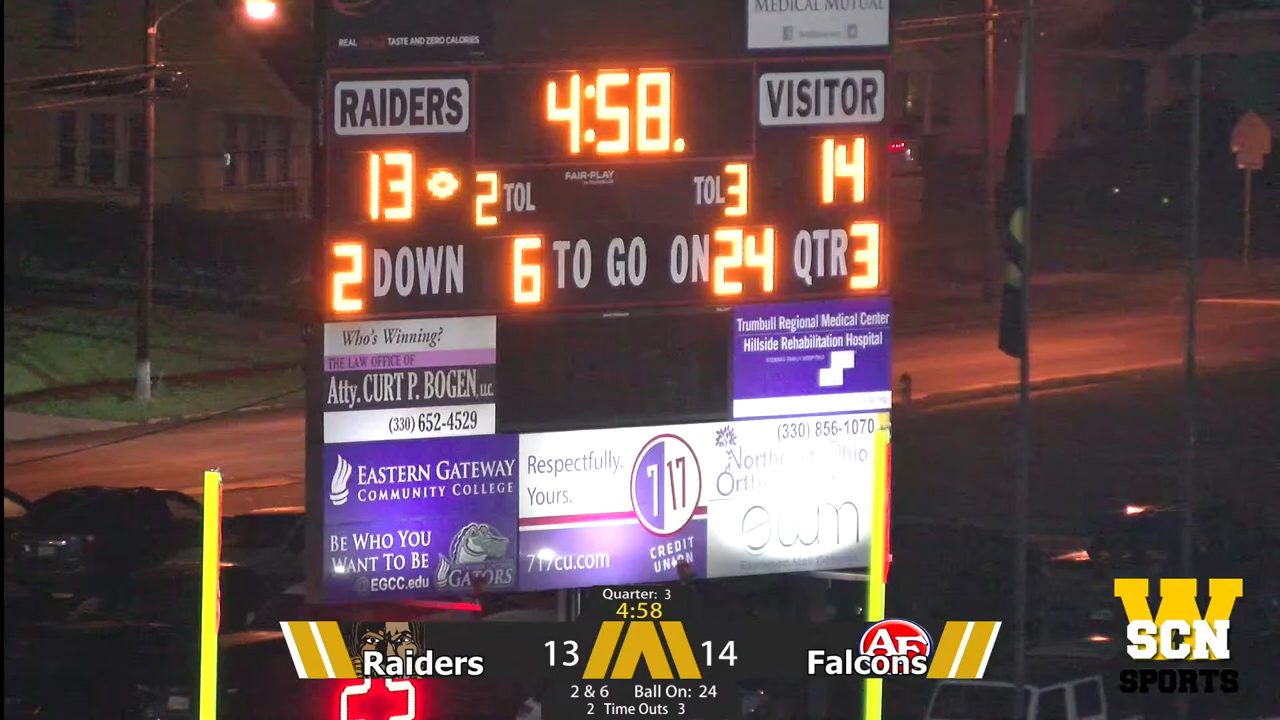 MEDICAL MUTUAL
REAL TASTE AND ZERO CALORIES
RAIDERS
4:58.
VISITOR
13 2 TOL
FAIR-PLAY
TOL 3 14
2 DOWN 6 TO GO ON 24 QTR 3
Who's Winning?
THE LAW OFFICE OF
Atty. CURT P. BOGEN, LLC.
(330) 652-4529
Trumbull Regional Medical Center
Hillside Rehabilitation Hospital
EASTERN GATEWAY
COMMUNITY COLLEGE
BE WHO YOU
WANT TO BE
@EGCC.edu
GATORS
Respectfully.
Yours.
7 17
717cu.com
CREDIT
UNION
(330) 856-1070
ewm
Quarter: 3
4:58
Raiders
13
14
AF
Falcons
2 & 6 Ball On: 24
2 Time Outs 3
W
SCN
SPORTS